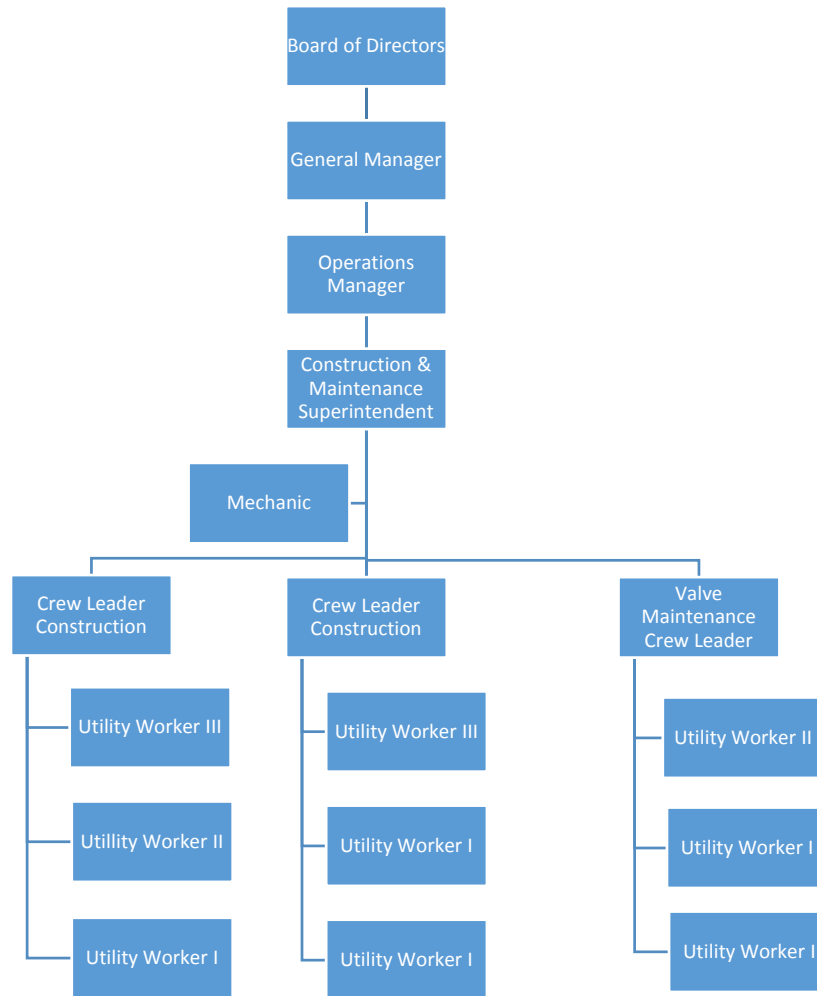 Board of Directors
General Manager
Operations
Manager
Construction &
Maintenance
Superintendent
Mechanic
Crew Leader
Construction
Crew Leader
Construction
Valve
Maintenance
Crew Leader
Utility Worker III
Utility Worker III
Utility Worker II
Utillity Worker II
Utility Worker I
Utility Worker I
Utility Worker I
Utility Worker I
Utility Worker I